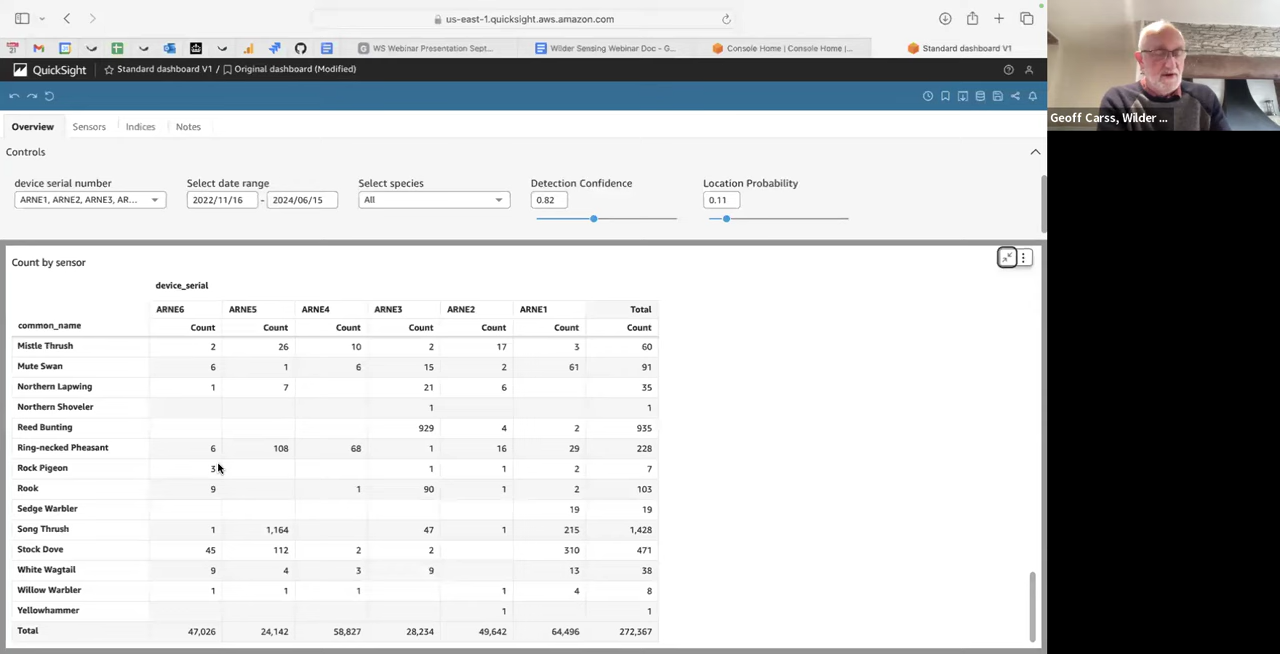 us-east-1.quicksight.aws.amazon.com
WS Webinar Presentation Sept...
Wilder Sensing Webinar Doc - G...
Console Home | Console Home |...
Standard dashboard V1
QuickSight
Standard dashboard V1 / Original dashboard (Modified)
Overview Sensors Indices Notes
Controls
device serial number Select date range Select species Detection Confidence Location Probability
ARNE1, ARNE2, ARNE3, AR... 2022/11/16 - 2024/06/15 All 0.82 0.11
Count by sensor
device_serial
ARNE6 ARNE5 ARNE4 ARNE3 ARNE2 ARNE1 Total
common_name Count Count Count Count Count Count Count
Mistle Thrush 2 26 10 2 17 3 60
Mute Swan 6 1 6 15 2 61 91
Northern Lapwing 1 7 21 6 35
Northern Shoveler 1 1
Reed Bunting 929 4 2 935
Ring-necked Pheasant 6 108 68 1 16 29 228
Rock Pigeon 3 1 1 2 7
Rook 9 1 90 1 2 103
Sedge Warbler 19 19
Song Thrush 1 1,164 47 1 215 1,428
Stock Dove 45 112 2 2 310 471
White Wagtail 9 4 3 9 13 38
Willow Warbler 1 1 1 1 4 8
Yellowhammer 1 1
Total 47,026 24,142 58,827 28,234 49,642 64,496 272,367
Geoff Carss, Wilder ...